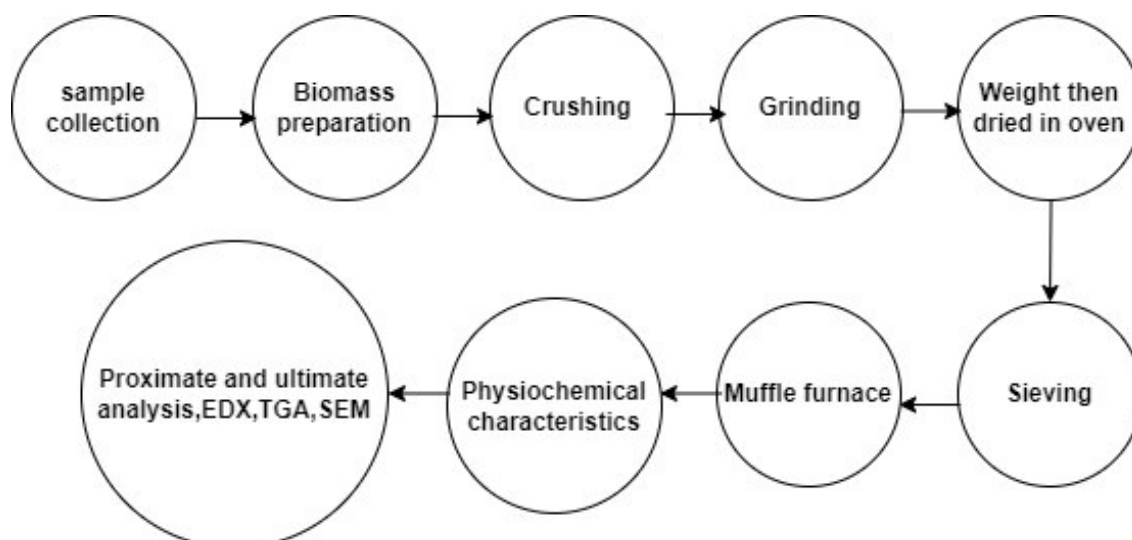 sample
collection
Biomass
preparation
Crushing
Grinding
Weight then
dried in oven
Sieving
Muffle furnace
Physiochemical
characteristics
Proximate and ultimate
analysis,EDX,TGA,SEM